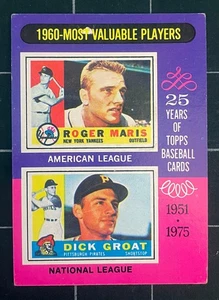 1960-MOST VALUABLE PLAYERS
ROGER MARIS
NEW YORK YANKEES OUTFIELD
AMERICAN LEAGUE
DICK GROAT
PITTSBURGH PIRATES SHORTSTOP
NATIONAL LEAGUE
25
YEARS
OF
TOPPS
BASEBALL
CARDS
1951
•
1975